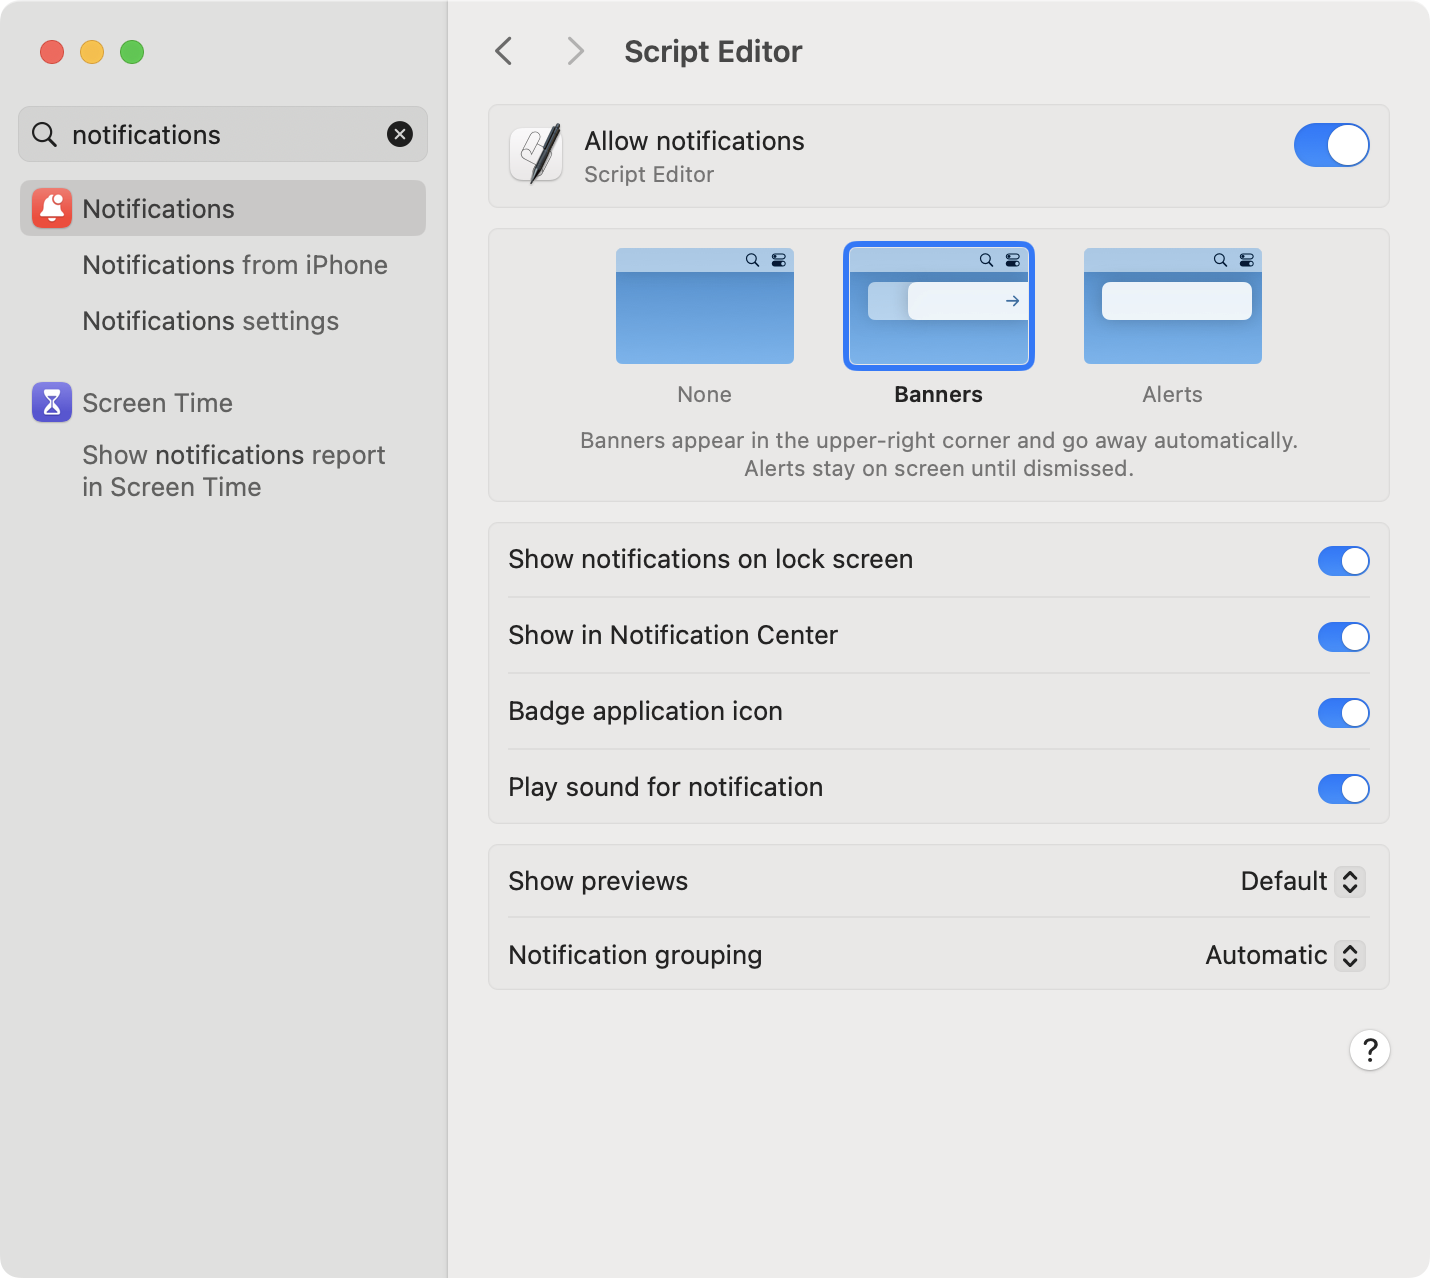 notifications
Notifications
Notifications from iPhone
Notifications settings
Screen Time
Show notifications report
in Screen Time
Script Editor
Allow notifications
Script Editor
None
Banners
Alerts
Banners appear in the upper-right corner and go away automatically.
Alerts stay on screen until dismissed.
Show notifications on lock screen
Show in Notification Center
Badge application icon
Play sound for notification
Show previews Default
Notification grouping Automatic
?